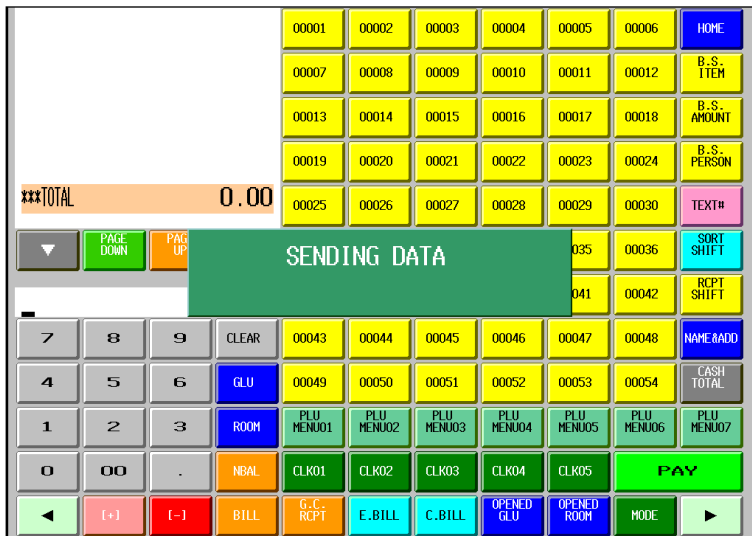 00001 00002 00003 00004 00005 00006 HOME
00007 00008 00009 00010 00011 00012 B.S. ITEM
00013 00014 00015 00016 00017 00018 B.S. AMOUNT
00019 00020 00021 00022 00023 00024 B.S. PERSON
***TOTAL 0.00 00025 00026 00027 00028 00029 00030 TEXT#
▼ PAGE DOWN PAG UP SENDING DATA 035 00036 SORT SHIFT
041 00042 RCPT SHIFT
7 8 9 CLEAR 00043 00044 00045 00046 00047 00048 NAME&ADD
4 5 6 GLU 00049 00050 00051 00052 00053 00054 CASH TOTAL
1 2 3 ROOM PLU MENU01 PLU MENU02 PLU MENU03 PLU MENU04 PLU MENU05 PLU MENU06 PLU MENU07
0 00 . NBAL CLK01 CLK02 CLK03 CLK04 CLK05 PAY
◄ [+] [-] BILL G.C. RCPT E.BILL C.BILL OPENED GLU OPENED ROOM MODE ►